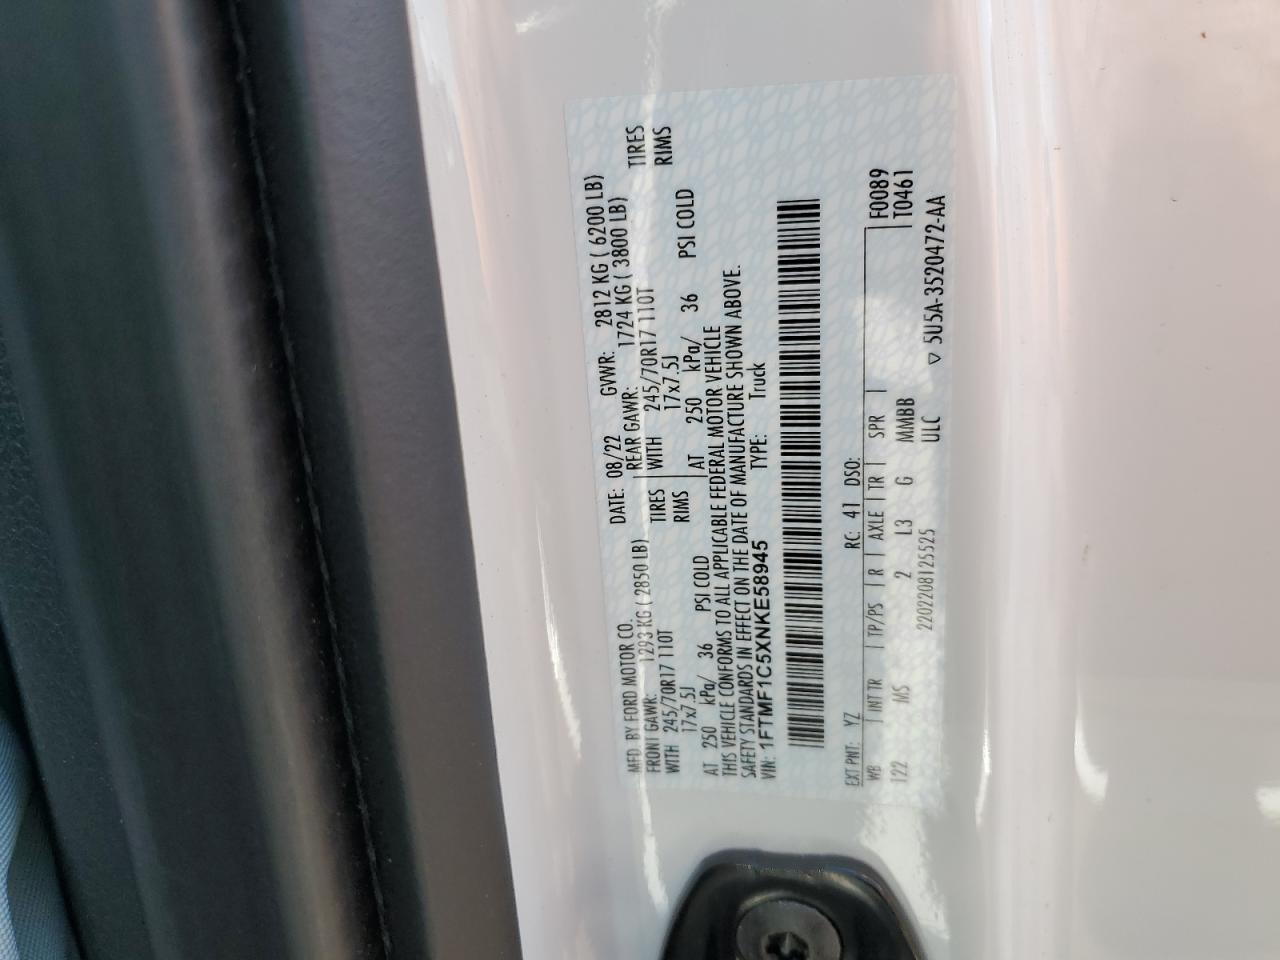 MFD. BY FORD MOTOR CO. DATE: 08/22 GVWR: 2812 KG ( 6200 LB)
FRONT GAWR: 1293 KG ( 2850 LB) REAR GAWR: 1724 KG ( 3800 LB)
WITH 245/70R17 110T TIRES WITH 245/70R17 110T TIRES
17x7.5J RIMS 17x7.5J RIMS
AT 250 kPa/ 36 PSI COLD AT 250 kPa/ 36 PSI COLD
THIS VEHICLE CONFORMS TO ALL APPLICABLE FEDERAL MOTOR VEHICLE
SAFETY STANDARDS IN EFFECT ON THE DATE OF MANUFACTURE SHOWN ABOVE.
VIN: 1FTMF1C5XNKE58945 TYPE: Truck
EXT PNT: YZ RC: 41 DSO:
WB INT TR TP/PS R AXLE TR SPR F0089
122 MS 2 L3 G MMBB T0461
2202208125525 ULC ▽ 5U5A-3520472-AA